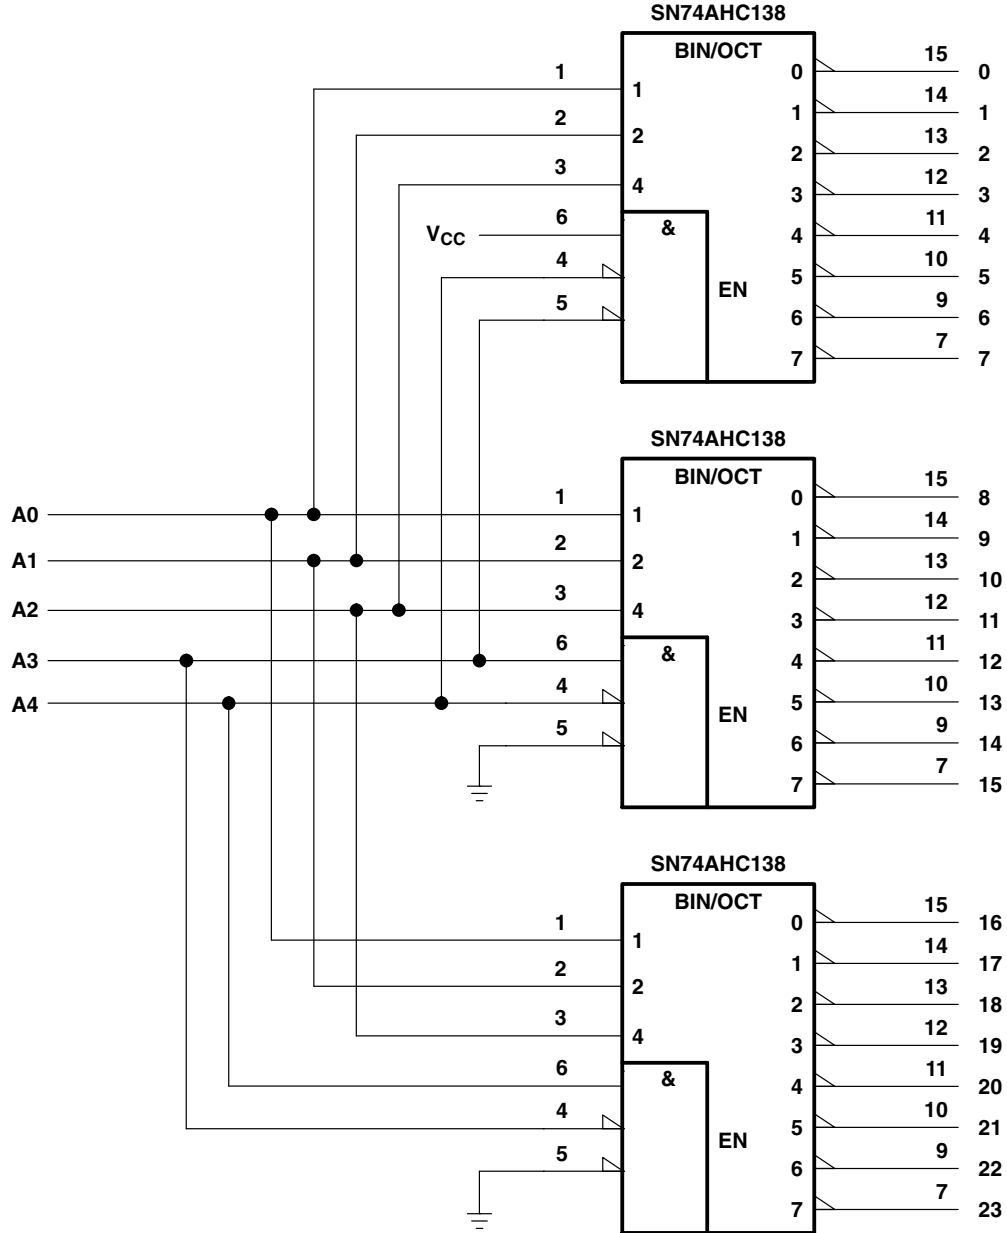 SN74AHC138
BIN/OCT
0 15 0
1 1
1 14 1
2 2
2 13 2
3 4
3 12 3
VCC 6 &
4 11 4
4
5 10 5
EN
5
6 9 6
7 7 7
SN74AHC138
BIN/OCT
0 15 8
A0 1 1
1 14 9
A1 2 2
2 13 10
A2 3 4
3 12 11
A3 6 &
4 11 12
A4 4
5 10 13
EN
5
6 9 14
7 7 15
SN74AHC138
BIN/OCT
0 15 16
1 1
1 14 17
2 2
2 13 18
3 4
3 12 19
6 &
4 11 20
4
5 10 21
EN
5
6 9 22
7 7 23